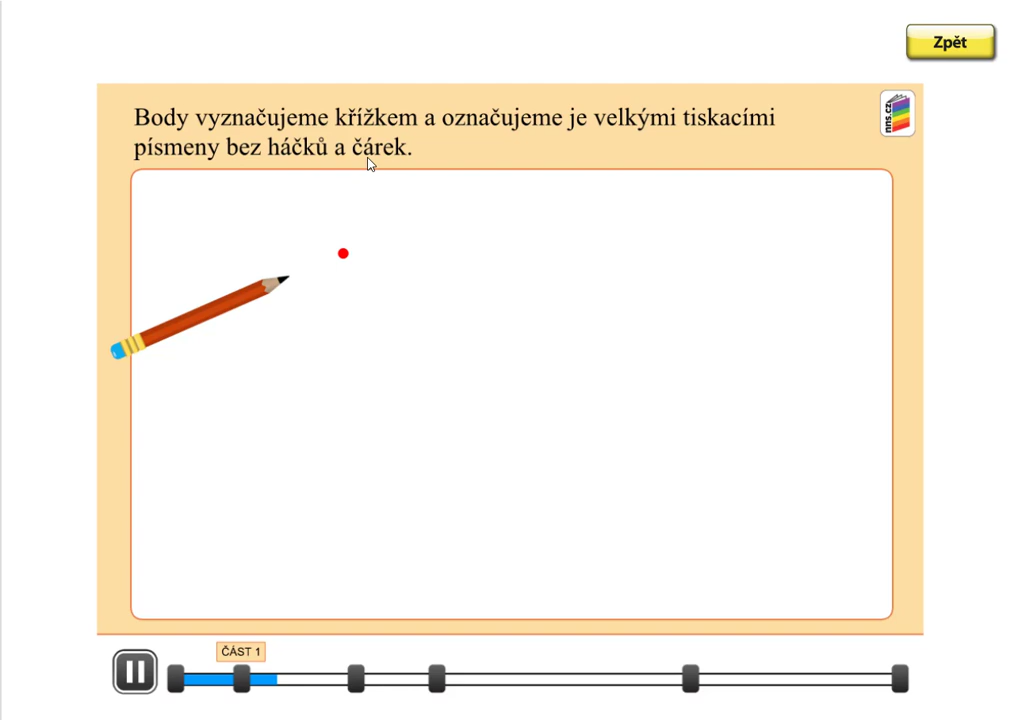 Zpět
Body vyznačujeme křížkem a označujeme je velkými tiskacími
písmeny bez háčků a čárek.
nns.cz
ČÁST 1